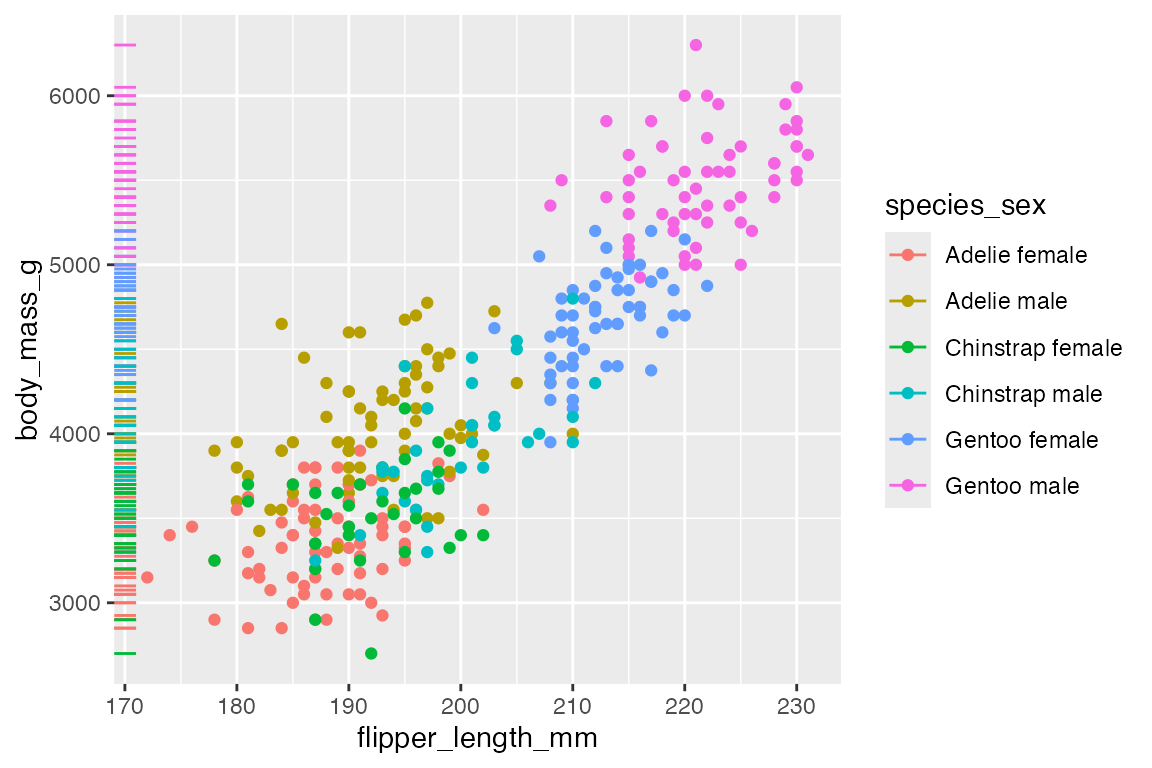 6000
5000
4000
3000
body_mass_g
170 180 190 200 210 220 230
flipper_length_mm
species_sex
Adelie female
Adelie male
Chinstrap female
Chinstrap male
Gentoo female
Gentoo male